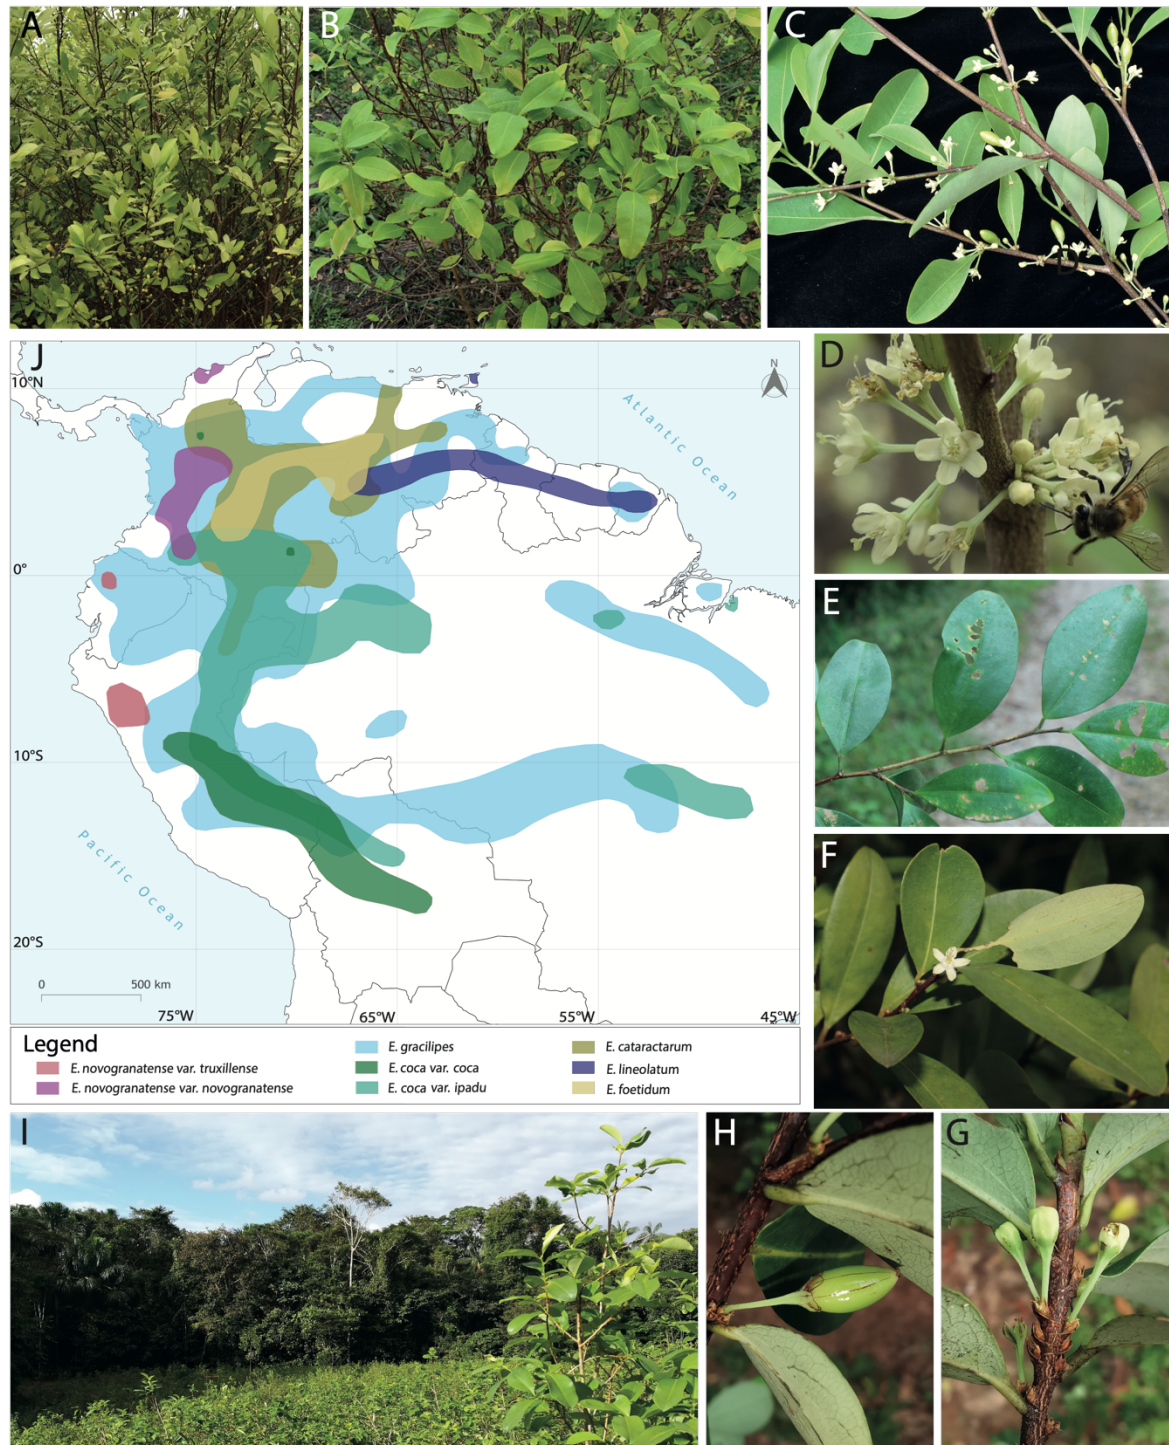 A
B
C
J
N
10°N
Atlantic Ocean
D
0°
E
10°S
Pacific Ocean
F
20°S
0 500 km
75°W 65°W 55°W 45°W
Legend
E. novogranatense var. truxillense
E. novogranatense var. novogranatense
E. gracilipes
E. coca var. coca
E. coca var. ipadu
E. cataractarum
E. lineolatum
E. foetidum
I
H
G